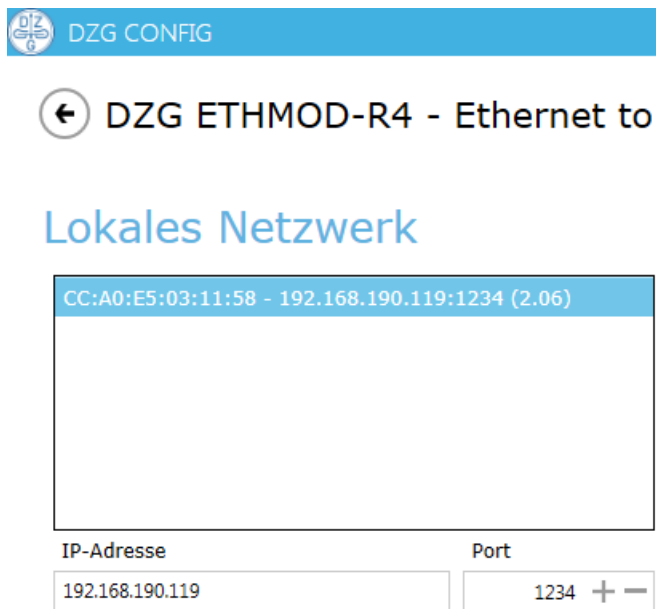 DZG
DZG CONFIG
DZG ETHMOD-R4 - Ethernet to
Lokales Netzwerk
CC:A0:E5:03:11:58 - 192.168.190.119:1234 (2.06)
IP-Adresse Port
192.168.190.119 1234